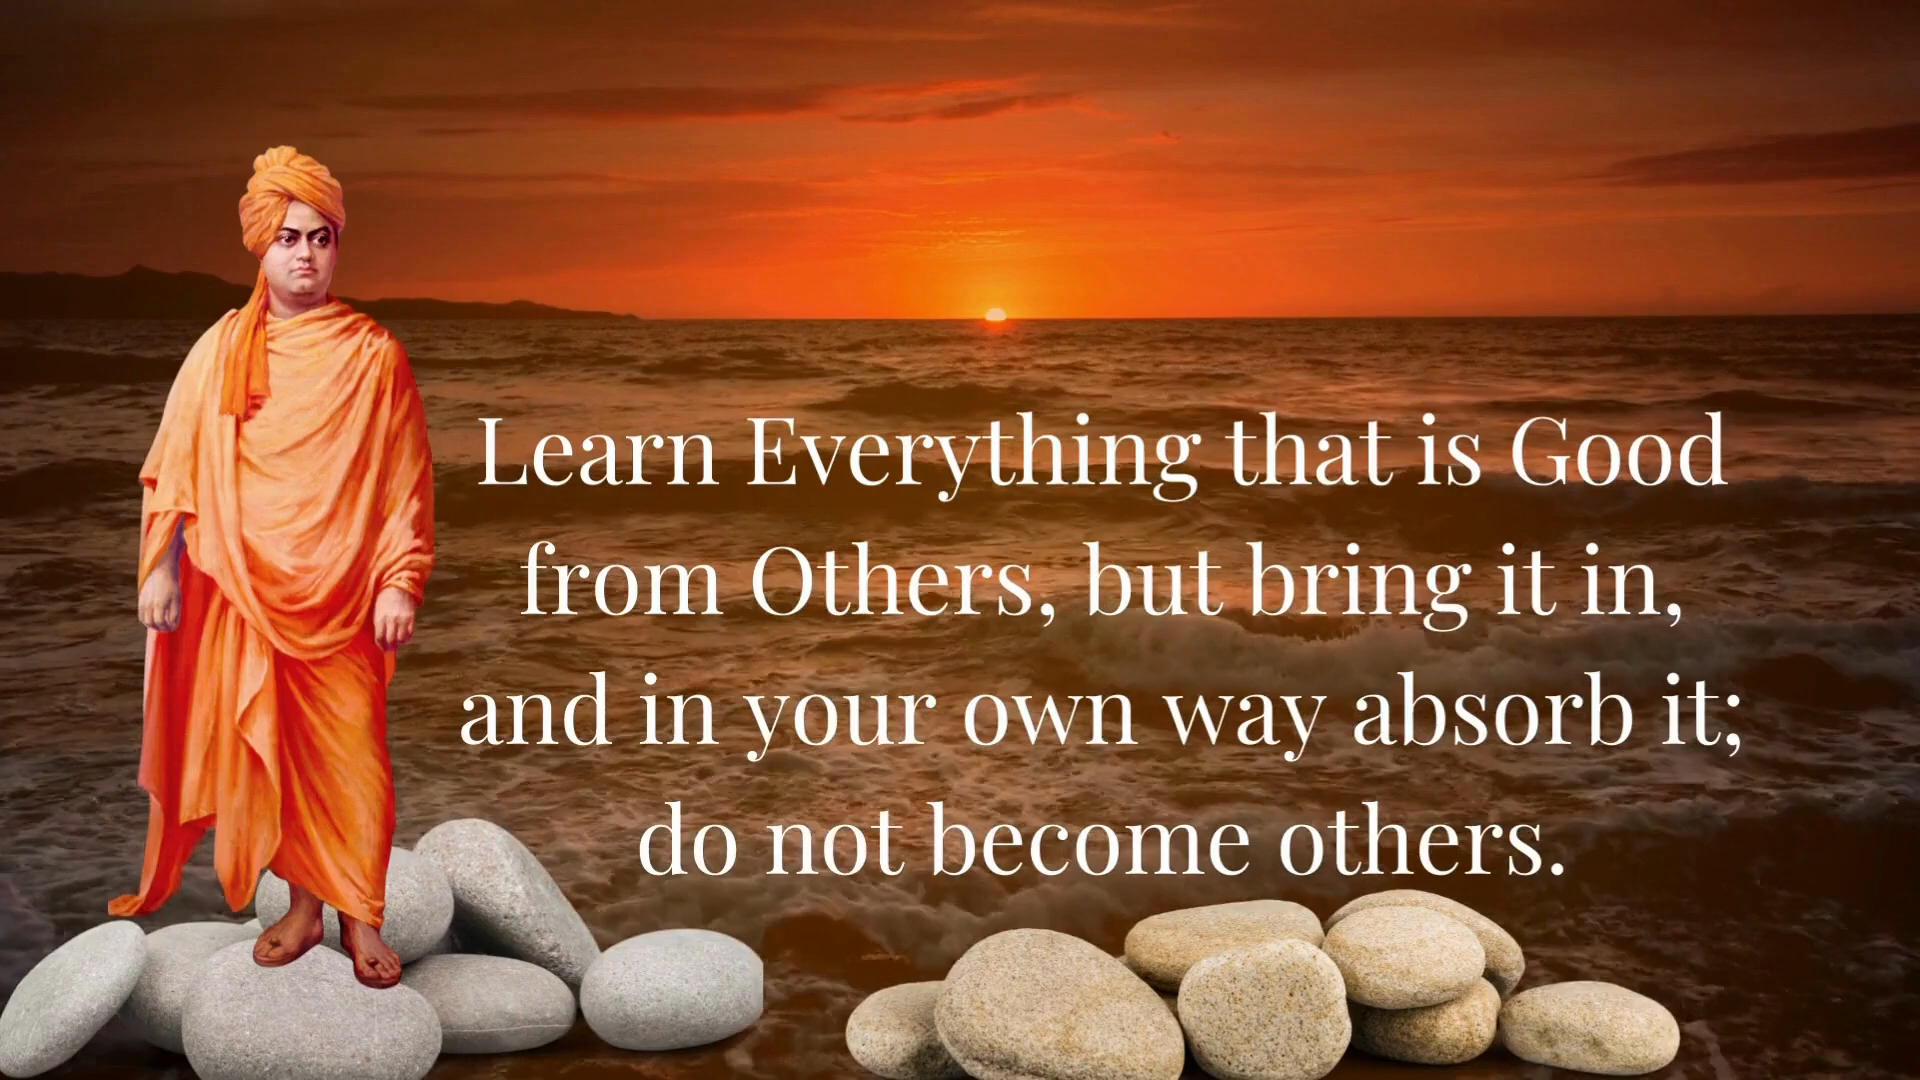 Learn Everything that is Good
from Others, but bring it in,
and in your own way absorb it;
do not become others.